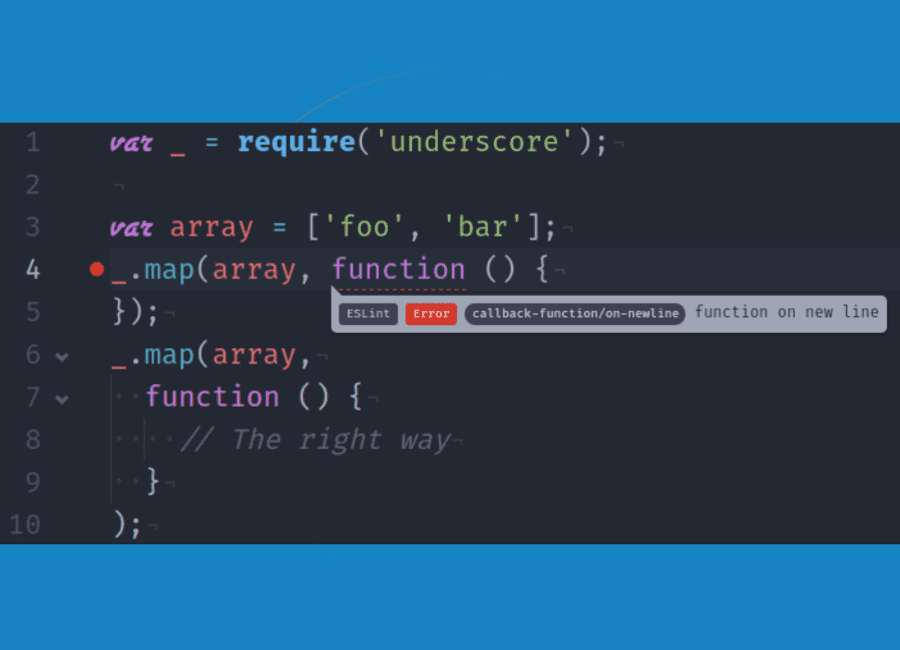 1 var _ = require('underscore');¬
2 ¬
3 var array = ['foo', 'bar'];¬
4 _.map(array, function () {¬
5 });¬
ESLint Error callback-function/on-newline function on new line
6 _.map(array,¬
7 ··function () {¬
8 ····// The right way¬
9 ··}¬
10 );¬